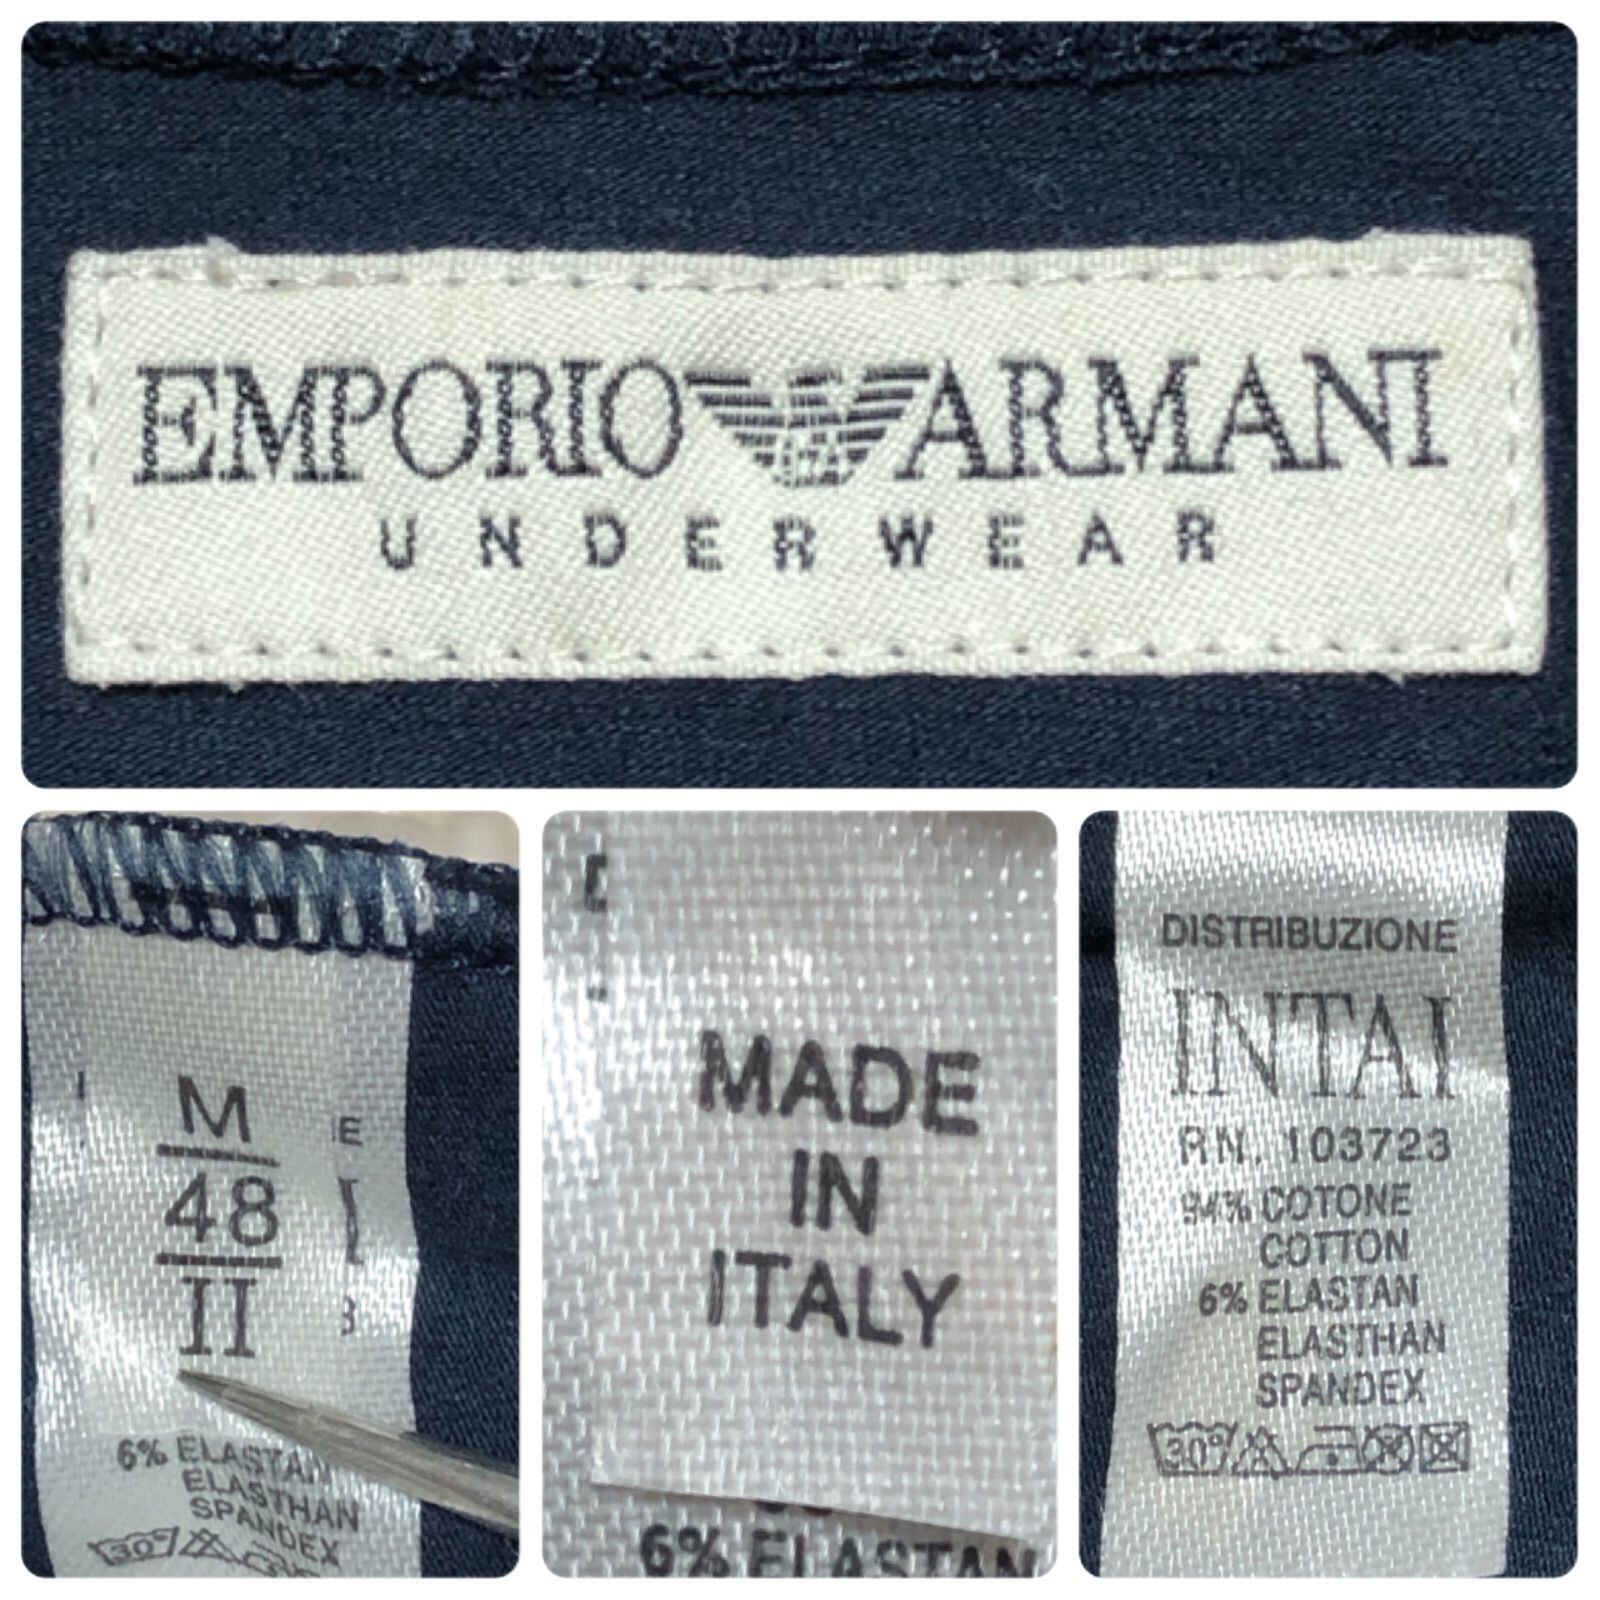 EMPORIO ARMANI
UNDERWEAR
M
48
II
6% ELASTAN
ELASTHAN
SPANDEX
30°
MADE
IN
ITALY
6% ELASTAN
DISTRIBUZIONE
INTAI
RN. 103723
94% COTONE
COTTON
6% ELASTAN
ELASTHAN
SPANDEX
30°